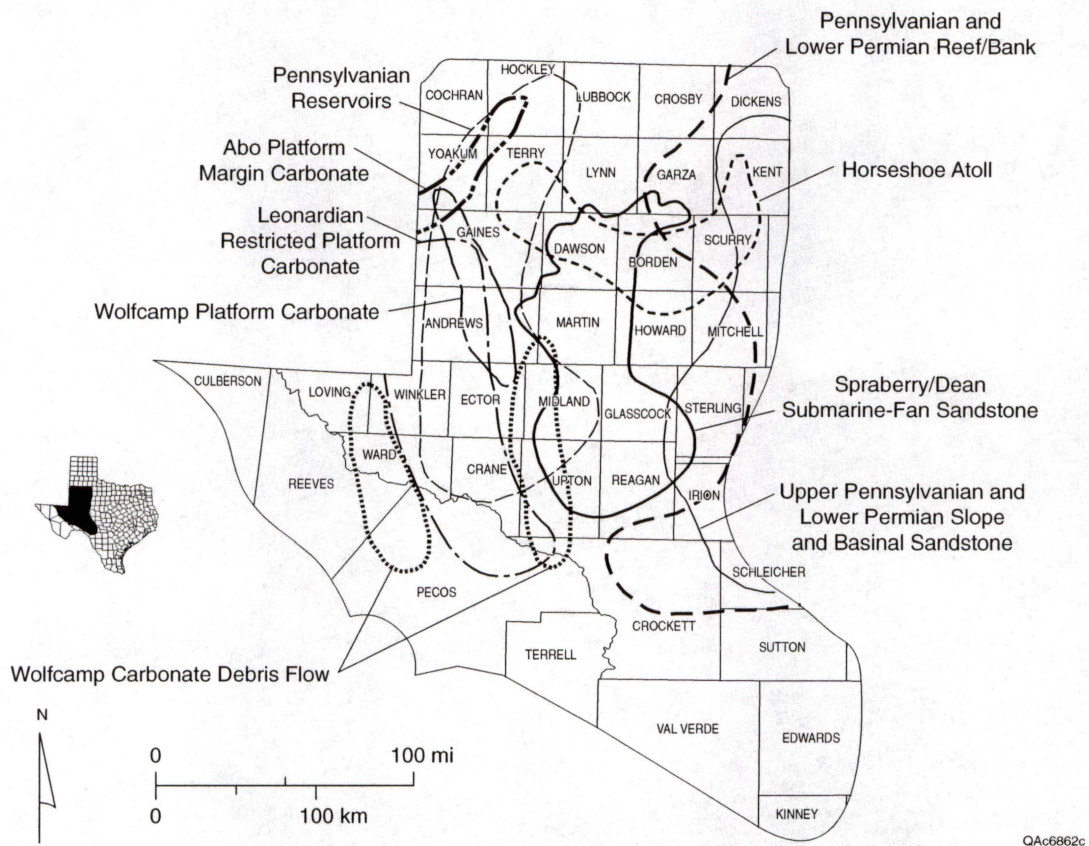 Pennsylvanian and
Lower Permian Reef/Bank
Pennsylvanian
Reservoirs
Abo Platform
Margin Carbonate
Leonardian
Restricted Platform
Carbonate
Wolfcamp Platform Carbonate
Horseshoe Atoll
Spraberry/Dean
Submarine-Fan Sandstone
Upper Pennsylvanian and
Lower Permian Slope
and Basinal Sandstone
Wolfcamp Carbonate Debris Flow
COCHRAN
HOCKLEY
LUBBOCK
CROSBY
DICKENS
YOAKUM
TERRY
LYNN
GARZA
KENT
GAINES
DAWSON
BORDEN
SCURRY
ANDREWS
MARTIN
HOWARD
MITCHELL
CULBERSON
LOVING
WINKLER
ECTOR
MIDLAND
GLASSCOCK
STERLING
REEVES
WARD
CRANE
UPTON
REAGAN
IRION
PECOS
SCHLEICHER
CROCKETT
TERRELL
SUTTON
VAL VERDE
EDWARDS
KINNEY
N
0 100 mi
0 100 km
QAc6862c